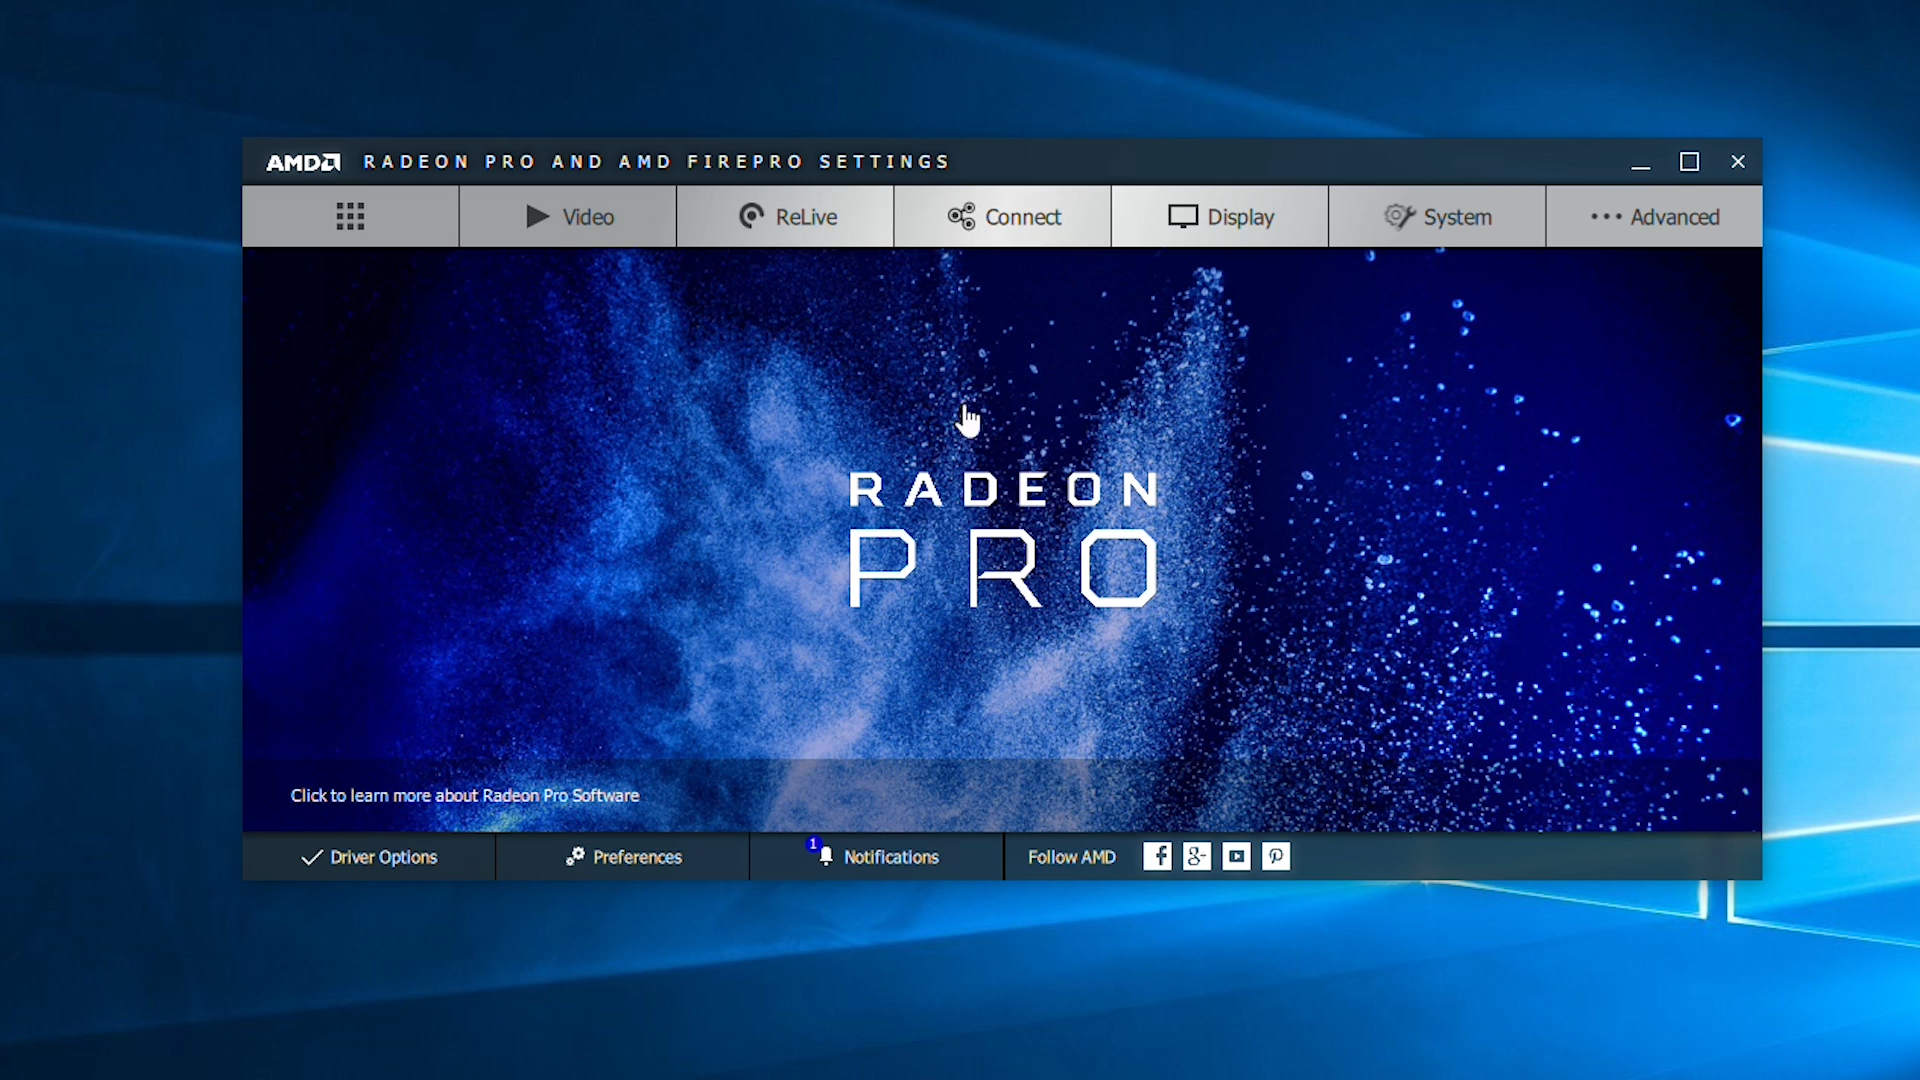 AMD RADEON PRO AND AMD FIREPRO SETTINGS
Video ReLive Connect Display System Advanced
RADEON
PRO
Click to learn more about Radeon Pro Software
Driver Options Preferences 1 Notifications Follow AMD f g+